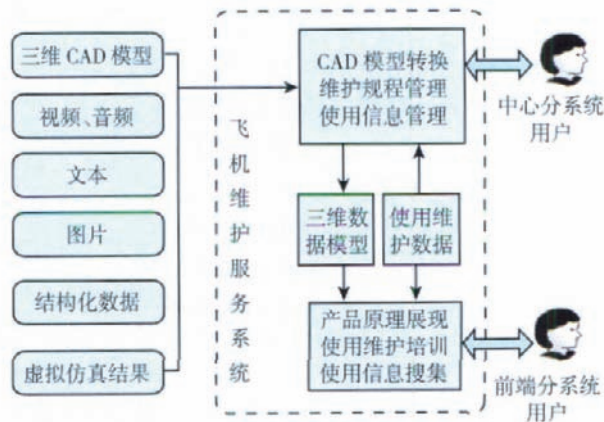 三维 CAD 模型
视频、音频
文本
图片
结构化数据
虚拟仿真结果
飞机维护服务系统
CAD 模型转换
维护规程管理
使用信息管理
三维数
据模型
使用维
护数据
产品原理展现
使用维护培训
使用信息搜集
中心分系统
用户
前端分系统
用户